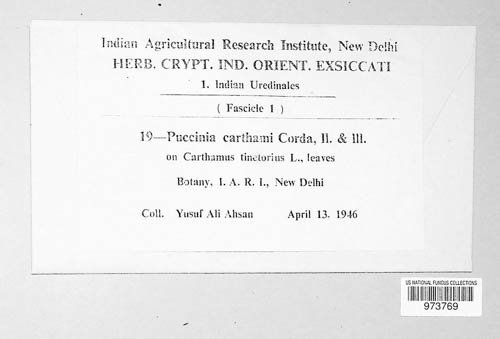 Indian Agricultural Research Institute, New Delhi
HERB. CRYPT. IND. ORIENT. EXSICCATI
1. Indian Uredinales
( Fascicle 1 )
19—Puccinia carthami Corda, II. & III.
on Carthamus tinctorius L., leaves
Botany, I. A. R. I., New Delhi
Coll. Yusuf Ali Ahsan April 13, 1946
US NATIONAL FUNGUS COLLECTIONS
973769